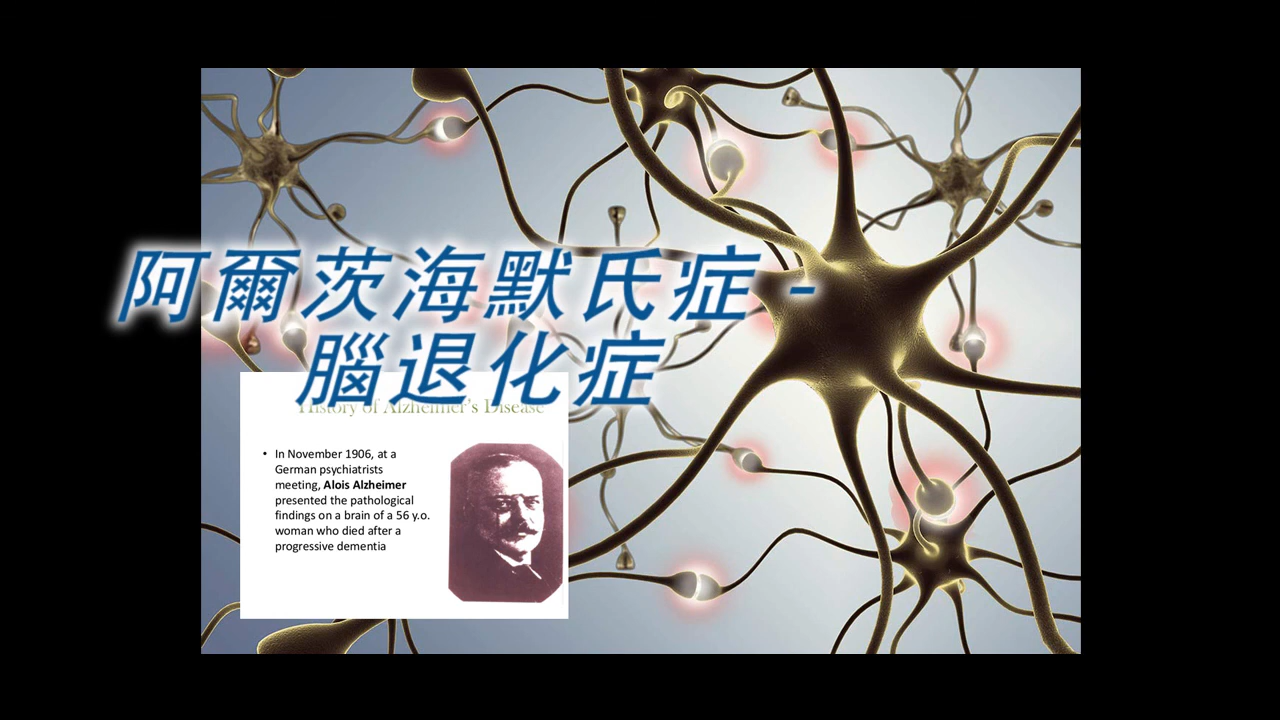 阿爾茨海默氏症 -
腦退化症
History of Alzheimer's Disease
• In November 1906, at a
German psychiatrists
meeting, Alois Alzheimer
presented the pathological
findings on a brain of a 56 y.o.
woman who died after a
progressive dementia